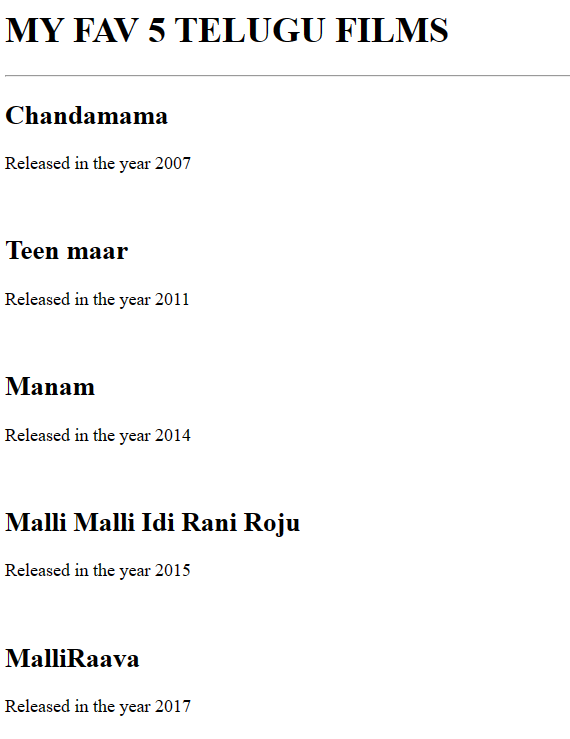 MY FAV 5 TELUGU FILMS
Chandamama
Released in the year 2007
Teen maar
Released in the year 2011
Manam
Released in the year 2014
Malli Malli Idi Rani Roju
Released in the year 2015
MalliRaava
Released in the year 2017